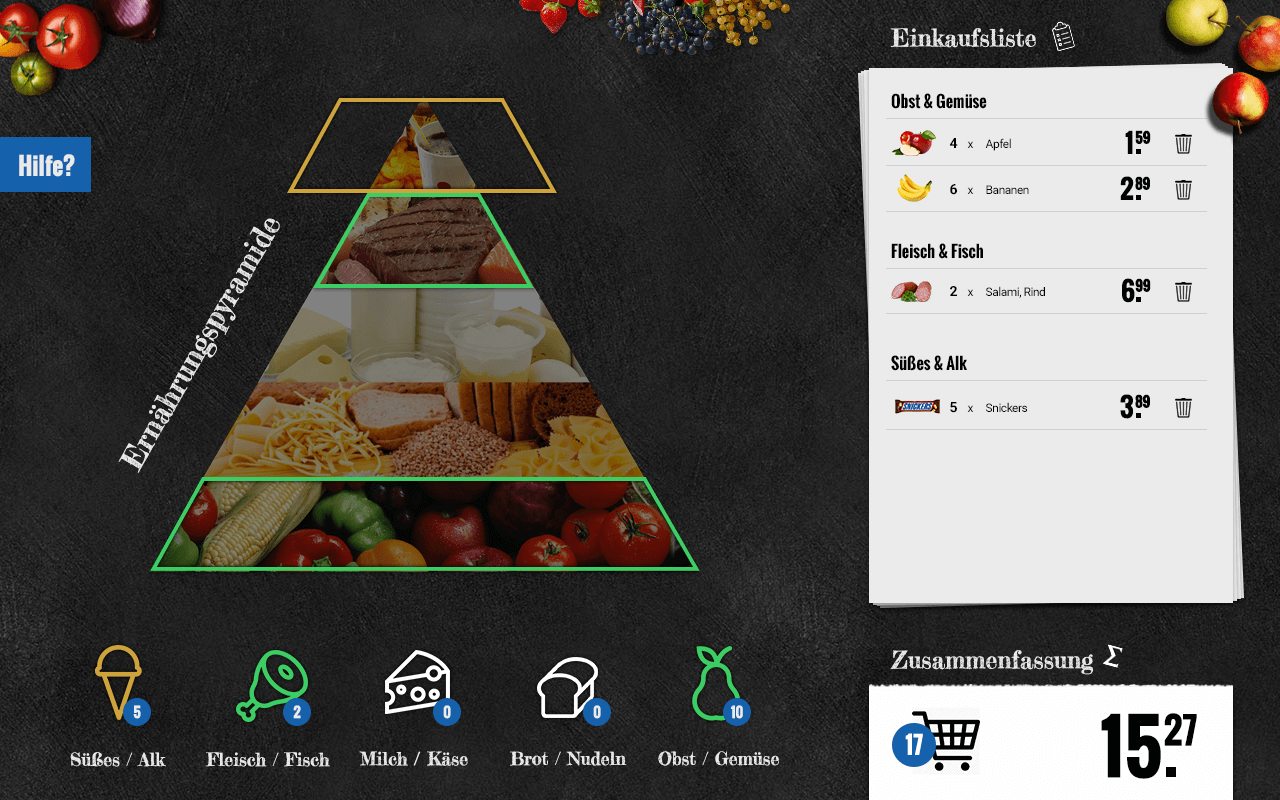 Einkaufsliste
Obst & Gemüse
4 x Apfel 1.59
6 x Bananen 2.89
Fleisch & Fisch
2 x Salami, Rind 6.99
Süßes & Alk
SNICKERS 5 x Snickers 3.89
Hilfe?
Ernährungspyramide
5
2
0
0
10
Süßes / Alk
Fleisch / Fisch
Milch / Käse
Brot / Nudeln
Obst / Gemüse
Zusammenfassung Σ
17
15.27